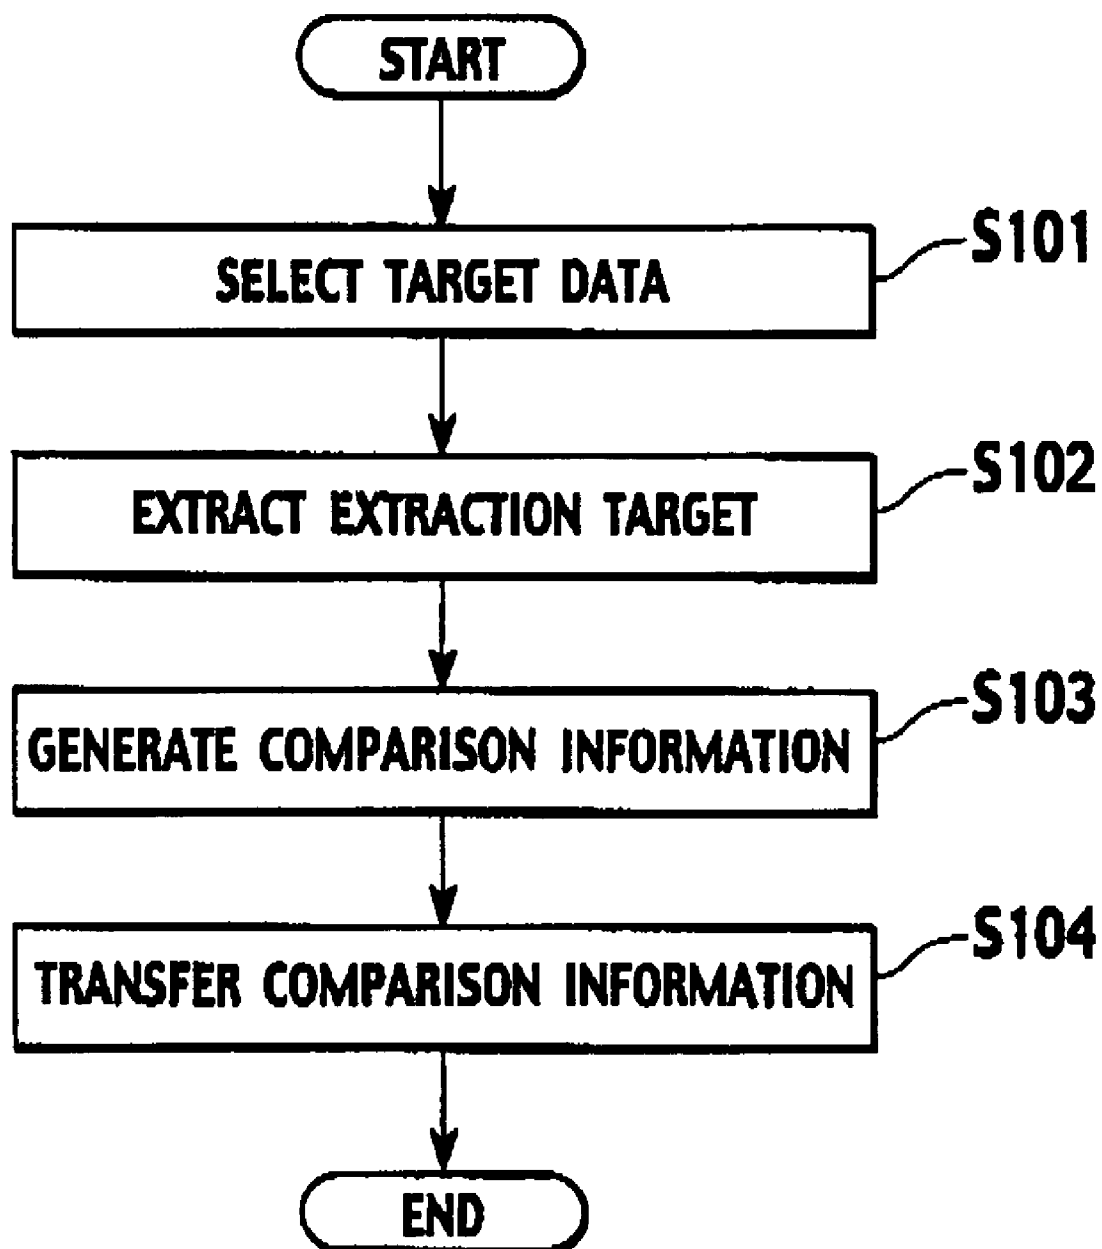 START
SELECT TARGET DATA
S101
EXTRACT EXTRACTION TARGET
S102
GENERATE COMPARISON INFORMATION
S103
TRANSFER COMPARISON INFORMATION
S104
END